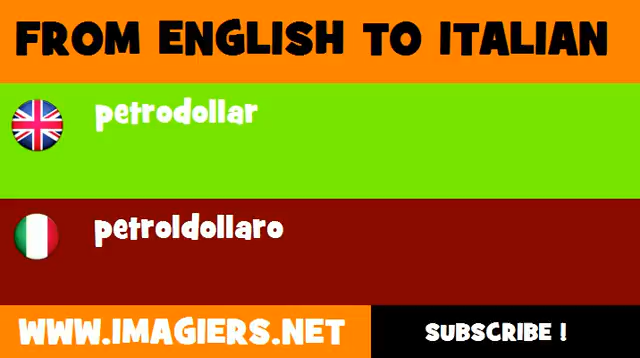 FROM ENGLISH TO ITALIAN
petrodollar
petroldollaro
WWW.IMAGIERS.NET
SUBSCRIBE !